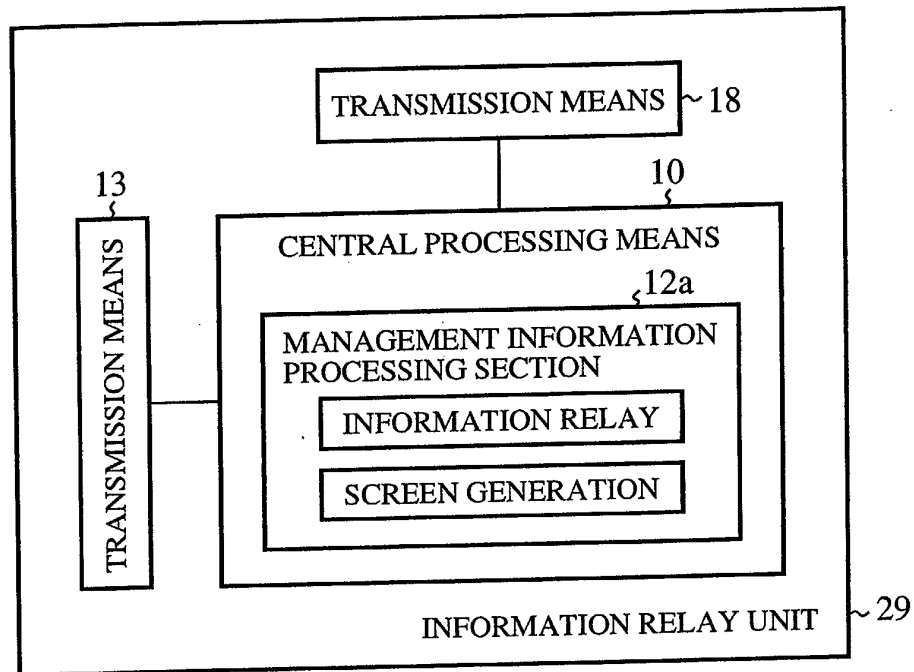 TRANSMISSION MEANS 18
13
10
TRANSMISSION MEANS
CENTRAL PROCESSING MEANS
12a
MANAGEMENT INFORMATION
PROCESSING SECTION
INFORMATION RELAY
SCREEN GENERATION
INFORMATION RELAY UNIT 29